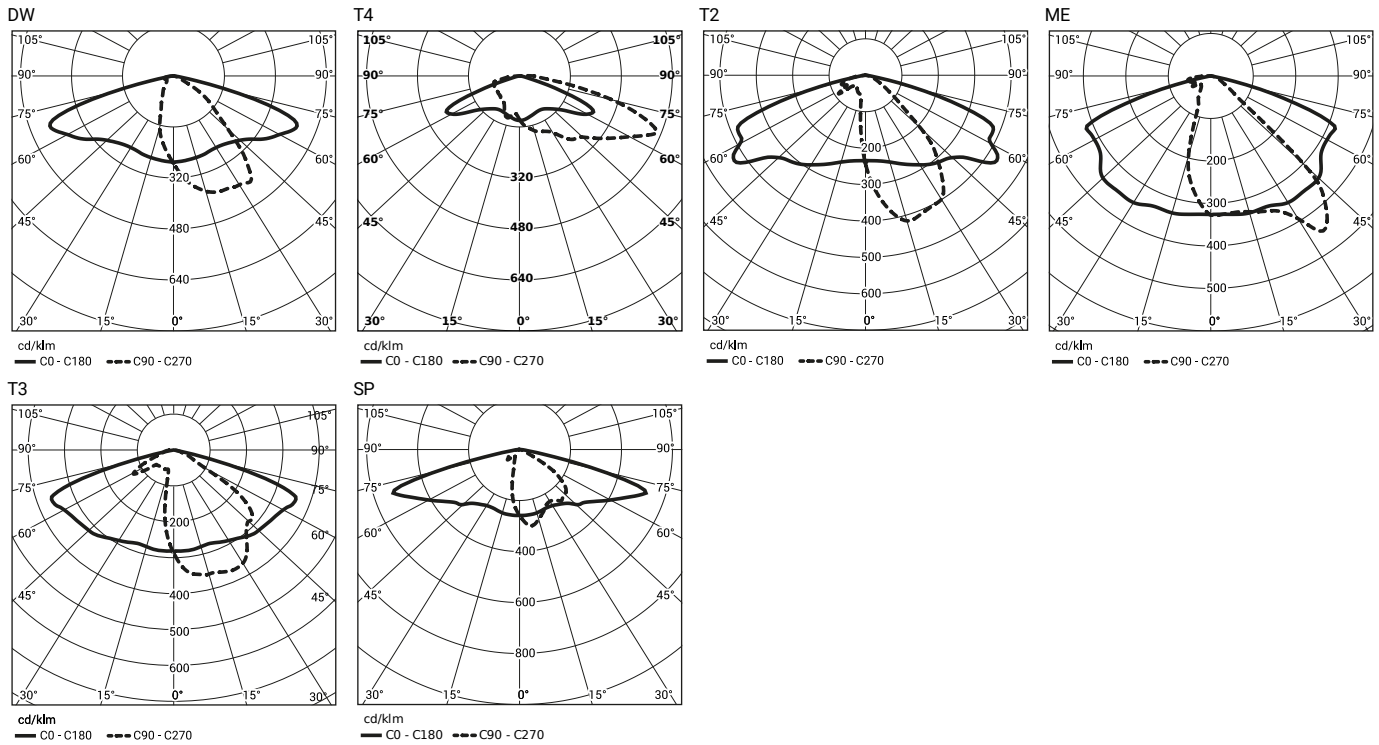 DW
105° 105°
90° 90°
75° 75°
60° 320 60°
45° 480 45°
640
30° 15° 0° 15° 30°
cd/klm
C0 - C180 C90 - C270
T4
105° 105°
90° 90°
75° 75°
60° 320 60°
45° 480 45°
640
30° 15° 0° 15° 30°
cd/klm
C0 - C180 C90 - C270
T2
105° 105°
90° 90°
75° 75°
200
60° 60°
300
45° 400 45°
500
600
30° 15° 0° 15° 30°
cd/klm
C0 - C180 C90 - C270
ME
105° 105°
90° 90°
75° 75°
60° 200 60°
300
45° 400 45°
500
30° 15° 0° 15° 30°
cd/klm
C0 - C180 C90 - C270
T3
105° 105°
90° 90°
75° 5°
200
60° 60°
400
45° 45°
500
600
30° 15° 0° 15° 30°
cd/klm
C0 - C180 C90 - C270
SP
105° 105°
90° 90°
75° 75°
60° 60°
400
45° 600 45°
800
30° 15° 0° 15° 30°
cd/klm
C0 - C180 C90 - C270